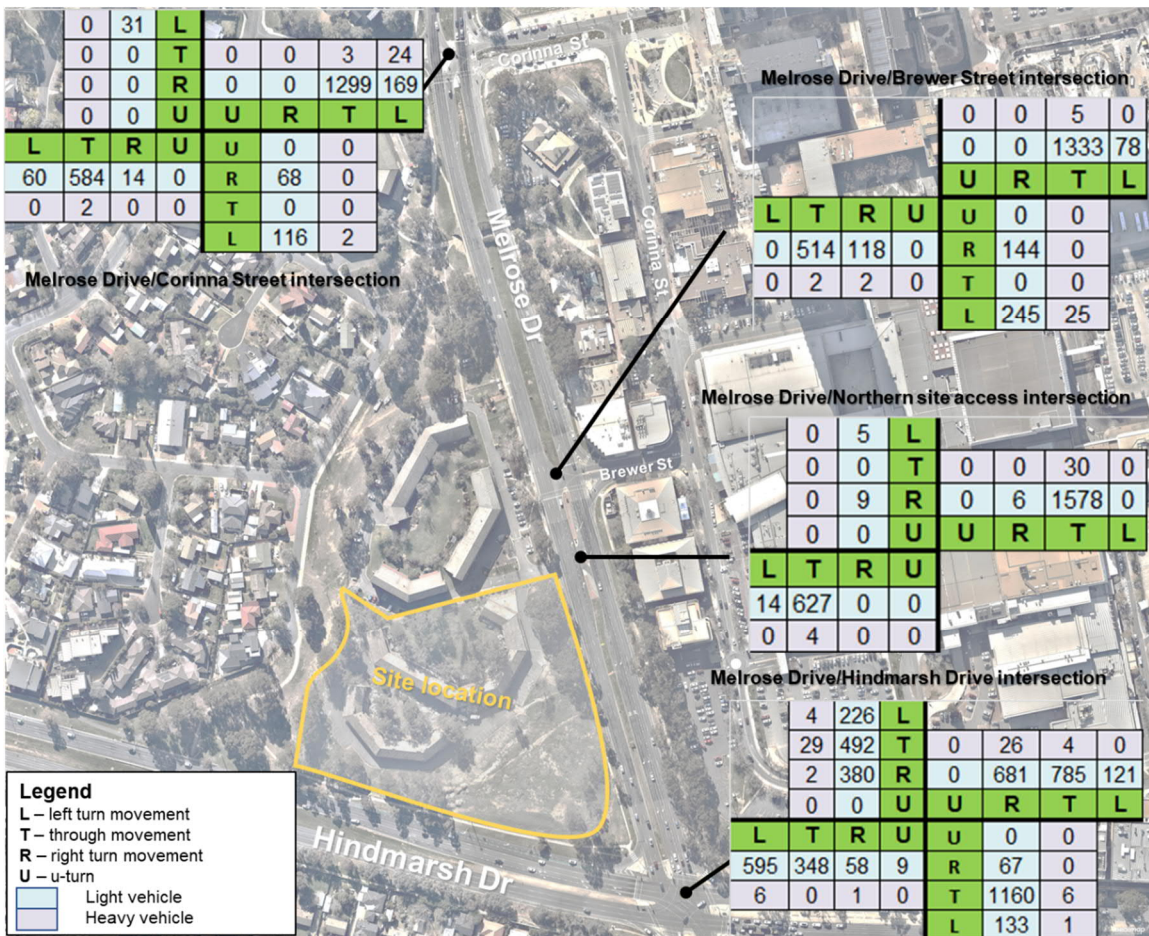 0 31 L
0 0 T 0 0 3 24
0 0 R 0 0 1299 169
0 0 U U R T L
L T R U U 0 0
60 584 14 0 R 68 0
0 2 0 0 T 0 0
L 116 2
Melrose Drive/Corinna Street intersection
Corinna St
Melrose Dr
Corinna St
Brewer St
Melrose Drive/Brewer Street intersection
0 0 5 0
0 0 1333 78
U R T L
L T R U U 0 0
0 514 118 0 R 144 0
0 2 2 0 T 0 0
L 245 25
Melrose Drive/Northern site access intersection
0 5 L
0 0 T 0 0 30 0
0 9 R 0 6 1578 0
0 0 U U R T L
L T R U
14 627 0 0
0 4 0 0
Site location
Melrose Drive/Hindmarsh Drive intersection
4 226 L
29 492 T 0 26 4 0
2 380 R 0 681 785 121
0 0 U U R T L
L T R U U 0 0
595 348 58 9 R 67 0
6 0 1 0 T 1160 6
L 133 1
Hindmarsh Dr
Legend
L – left turn movement
T – through movement
R – right turn movement
U – u-turn
Light vehicle
Heavy vehicle